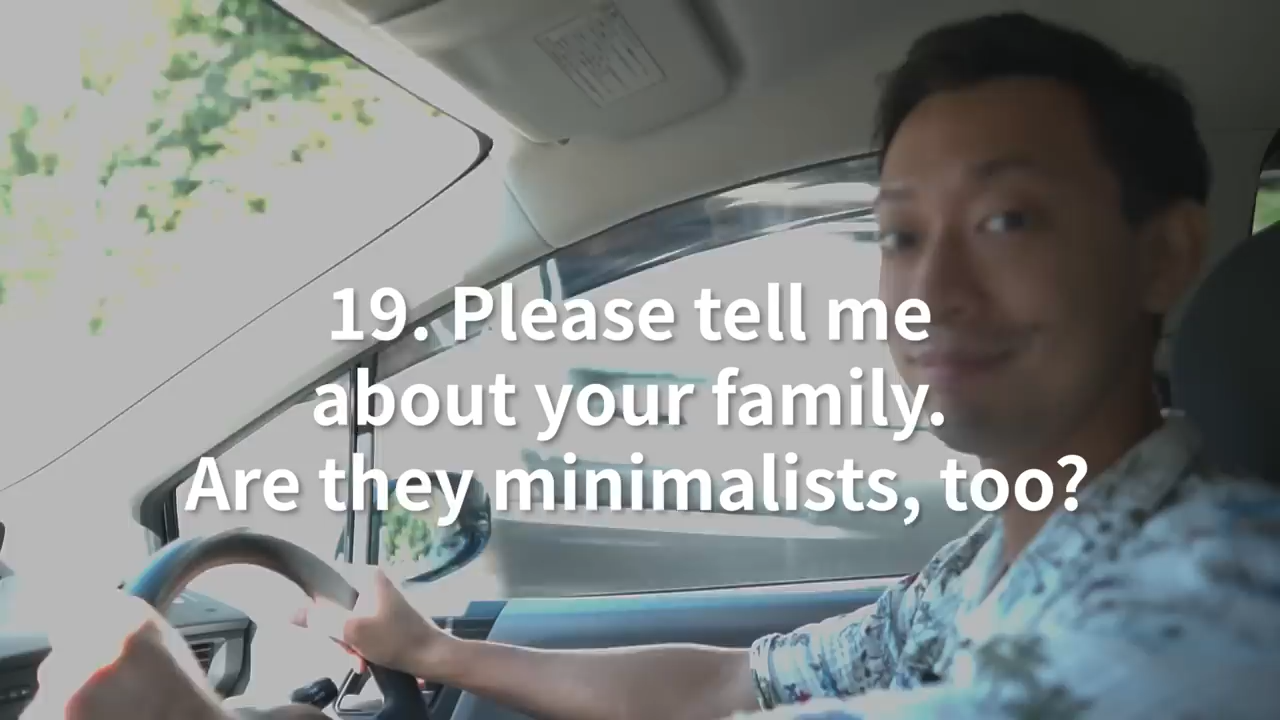 19. Please tell me
about your family.
Are they minimalists, too?